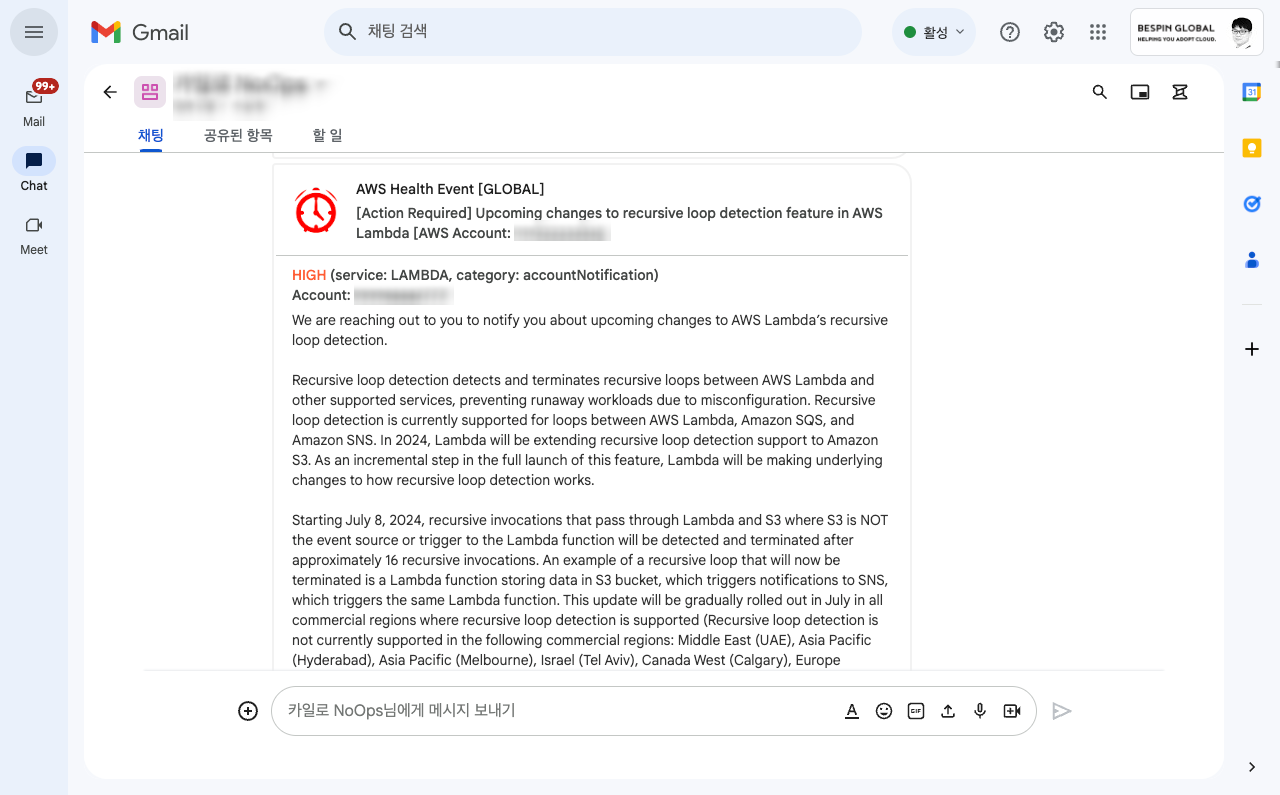 Gmail
채팅 검색
활성
BESPIN GLOBAL
HELPING YOU ADOPT CLOUD.
99+
Mail
Chat
Meet
채팅
공유된 항목
할 일
31
AWS Health Event [GLOBAL]
[Action Required] Upcoming changes to recursive loop detection feature in AWS
Lambda [AWS Account:
HIGH (service: LAMBDA, category: accountNotification)
Account:
We are reaching out to you to notify you about upcoming changes to AWS Lambda's recursive
loop detection.
Recursive loop detection detects and terminates recursive loops between AWS Lambda and
other supported services, preventing runaway workloads due to misconfiguration. Recursive
loop detection is currently supported for loops between AWS Lambda, Amazon SQS, and
Amazon SNS. In 2024, Lambda will be extending recursive loop detection support to Amazon
S3. As an incremental step in the full launch of this feature, Lambda will be making underlying
changes to how recursive loop detection works.
Starting July 8, 2024, recursive invocations that pass through Lambda and S3 where S3 is NOT
the event source or trigger to the Lambda function will be detected and terminated after
approximately 16 recursive invocations. An example of a recursive loop that will now be
terminated is a Lambda function storing data in S3 bucket, which triggers notifications to SNS,
which triggers the same Lambda function. This update will be gradually rolled out in July in all
commercial regions where recursive loop detection is supported (Recursive loop detection is
not currently supported in the following commercial regions: Middle East (UAE), Asia Pacific
(Hyderabad), Asia Pacific (Melbourne), Israel (Tel Aviv), Canada West (Calgary), Europe
카일로 NoOps님에게 메시지 보내기
GIF